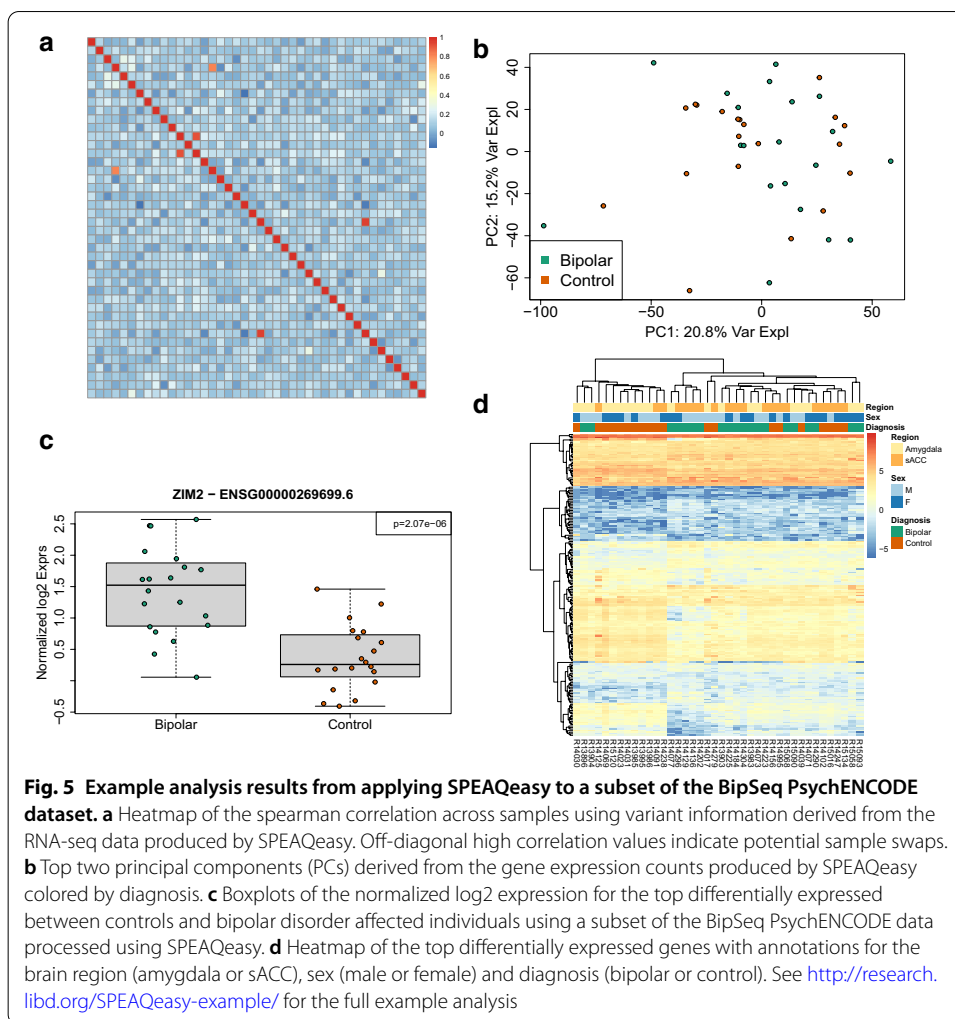 a
1
0.8
0.6
0.4
0.2
0
b
40
20
0
−20
−40
−60
PC2: 15.2% Var Expl
Bipolar
Control
−100
−50
0
50
PC1: 20.8% Var Expl
c
ZIM2 − ENSG00000269699.6
p=2.07e−06
2.5
2.0
1.5
1.0
0.5
−0.5
Normalized log2 Exprs
Bipolar
Control
d
Region
Sex
Diagnosis
5
0
−5
Region
Amygdala
sACC
Sex
M
F
Diagnosis
Bipolar
Control
Fig. 5 Example analysis results from applying SPEAQeasy to a subset of the BipSeq PsychENCODE
dataset. a Heatmap of the spearman correlation across samples using variant information derived from the
RNA-seq data produced by SPEAQeasy. Off-diagonal high correlation values indicate potential sample swaps.
b Top two principal components (PCs) derived from the gene expression counts produced by SPEAQeasy
colored by diagnosis. c Boxplots of the normalized log2 expression for the top differentially expressed
between controls and bipolar disorder affected individuals using a subset of the BipSeq PsychENCODE data
processed using SPEAQeasy. d Heatmap of the top differentially expressed genes with annotations for the
brain region (amygdala or sACC), sex (male or female) and diagnosis (bipolar or control). See http://research.
libd.org/SPEAQeasy-example/ for the full example analysis